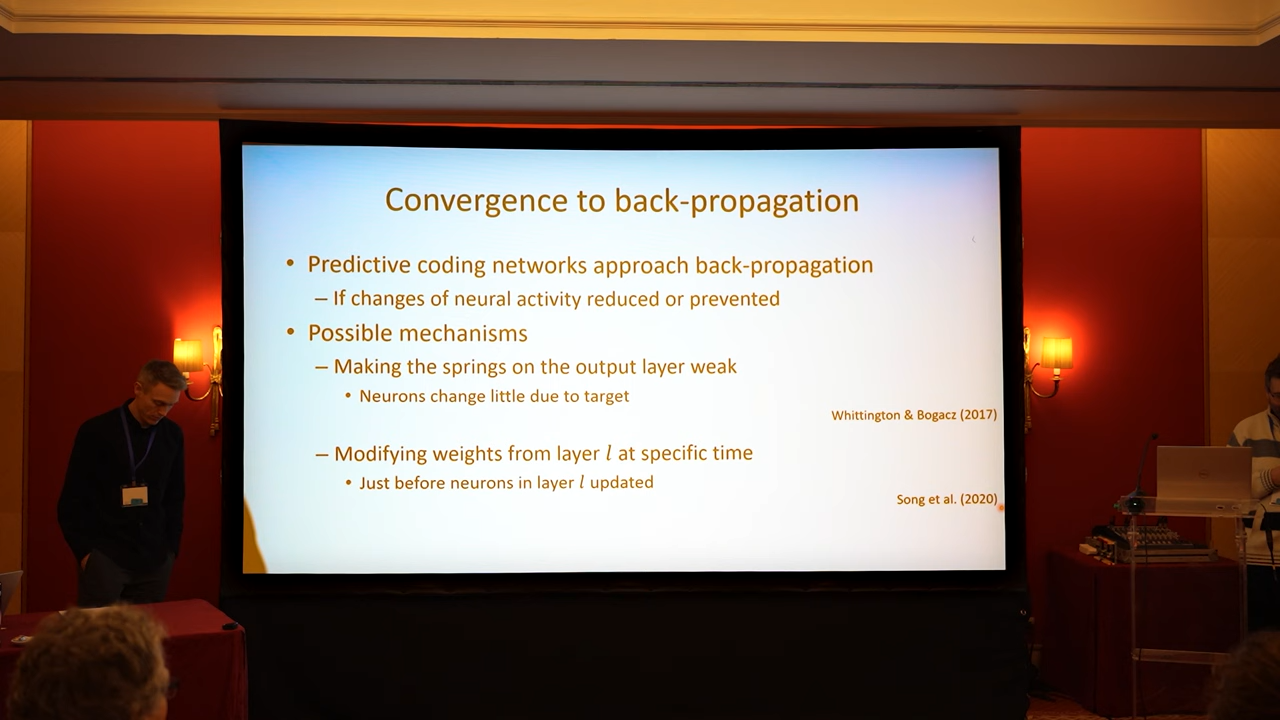 Convergence to back-propagation
• Predictive coding networks approach back-propagation
– If changes of neural activity reduced or prevented
• Possible mechanisms
– Making the springs on the output layer weak
• Neurons change little due to target
Whittington & Bogacz (2017)
– Modifying weights from layer l at specific time
• Just before neurons in layer l updated
Song et al. (2020)